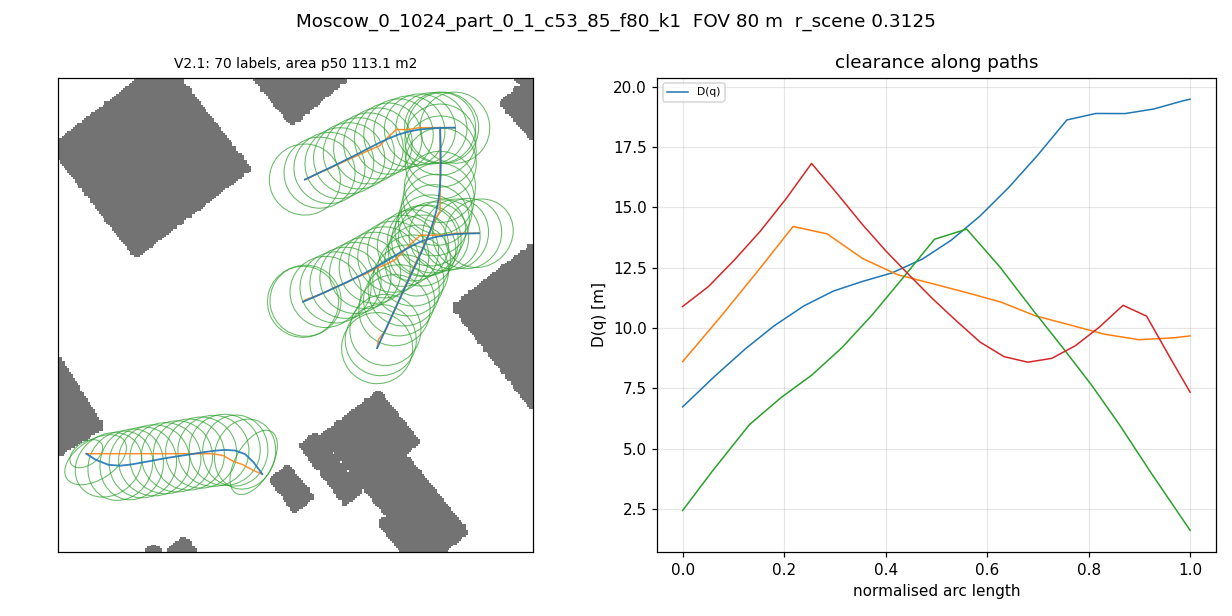 Moscow_0_1024_part_0_1_c53_85_f80_k1 FOV 80 m r_scene 0.3125
V2.1: 70 labels, area p50 113.1 m2
clearance along paths
D(q)
D(q) [m]
20.0
17.5
15.0
12.5
10.0
7.5
5.0
2.5
0.0 0.2 0.4 0.6 0.8 1.0
normalised arc length